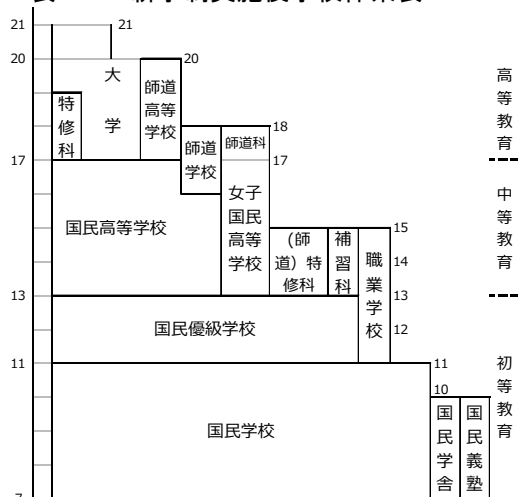 21
21
20
20
大学
特修科
師道
高等
学校
高等教育
18
師道科
師道
学校
17
17
女子
国民
高等
学校
中等教育
国民高等学校
15
(師
道)特
修科
補習科
職業学校
14
13
13
国民優級学校
12
11
11
初等教育
10
国民学校
国民学舎
国民義塾